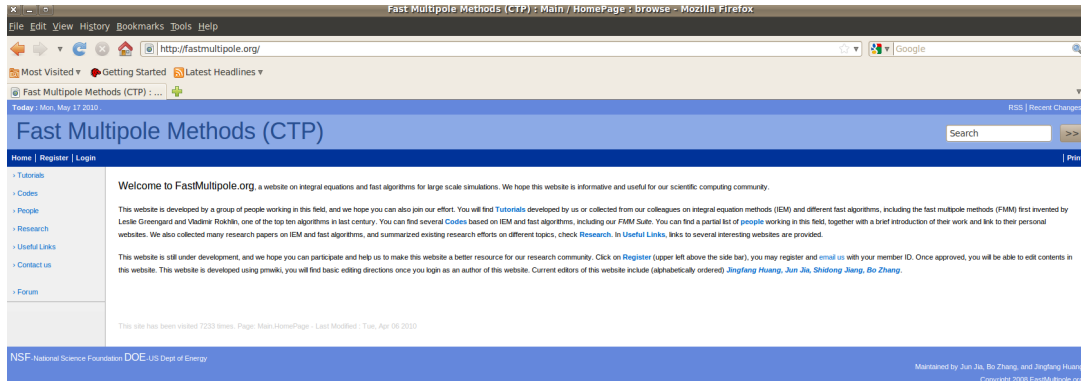 Fast Multipole Methods (CTP) : Main / HomePage : browse - Mozilla Firefox
File Edit View History Bookmarks Tools Help
http://fastmultipole.org/ Google
Most Visited Getting Started Latest Headlines
Fast Multipole Methods (CTP) : ...
Today : Mon, May 17 2010 . RSS | Recent Changes
Fast Multipole Methods (CTP) Search >>
Home | Register | Login | Prin
› Tutorials
› Codes
› People
› Research
› Useful Links
› Contact us
› Forum
Welcome to FastMultipole.org, a website on integral equations and fast algorithms for large scale simulations. We hope this website is informative and useful for our scientific computing community.
This website is developed by a group of people working in this field, and we hope you can also join our effort. You will find Tutorials developed by us or collected from our colleagues on integral equation methods (IEM) and different fast algorithms, including the fast multipole methods (FMM) first invented by
Leslie Greengard and Vladimir Rokhlin, one of the top ten algorithms in last century. You can find several Codes based on IEM and fast algorithms, including our FMM Suite. You can find a partial list of people working in this field, together with a brief introduction of their work and link to their personal
websites. We also collected many research papers on IEM and fast algorithms, and summarized existing research efforts on different topics, check Research. In Useful Links, links to several interesting websites are provided.
This website is still under development, and we hope you can participate and help us to make this website a better resource for our research community. Click on Register (upper left above the side bar), you may register and email us with your member ID. Once approved, you will be able to edit contents in
this website. This website is developed using pmwiki, you will find basic editing directions once you login as an author of this website. Current editors of this website include (alphabetically ordered) Jingfang Huang, Jun Jia, Shidong Jiang, Bo Zhang.
This site has been visited 7233 times. Page: Main.HomePage - Last Modified : Tue, Apr 06 2010
NSF-National Science Foundation DOE-US Dept of Energy
Maintained by Jun Jia, Bo Zhang, and Jingfang Huang
Copyright 2008 FastMultipole.org